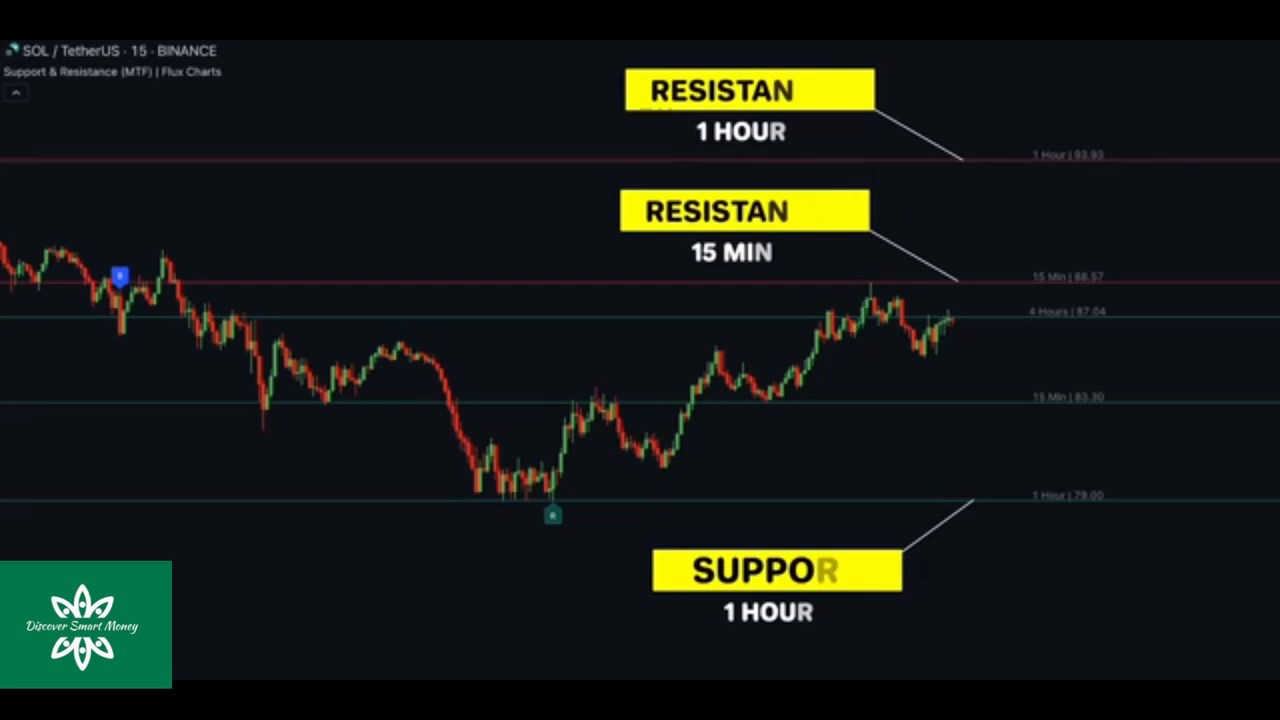 SOL / TetherUS · 15 · BINANCE
Support & Resistance (MTF) | Flux Charts
RESISTAN
1 HOUR
1 Hour | 93.93
RESISTAN
15 MIN
15 Min | 88.57
4 Hours | 87.04
15 Min | 83.30
1 Hour | 79.00
R
SUPPOR
1 HOUR
Discover Smart Money